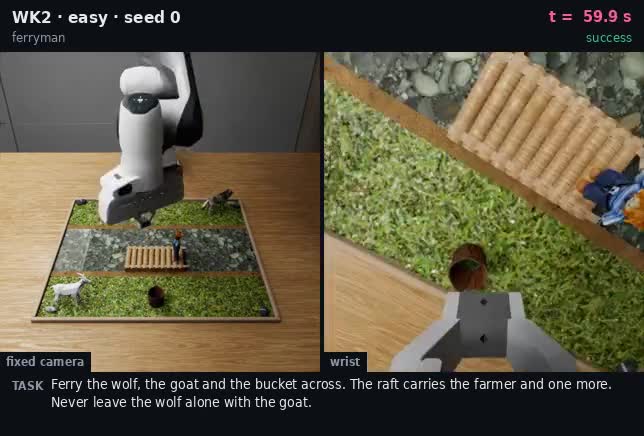 WK2 · easy · seed 0
t = 59.9 s
ferryman
success
fixed camera
wrist
TASK Ferry the wolf, the goat and the bucket across. The raft carries the farmer and one more.
Never leave the wolf alone with the goat.